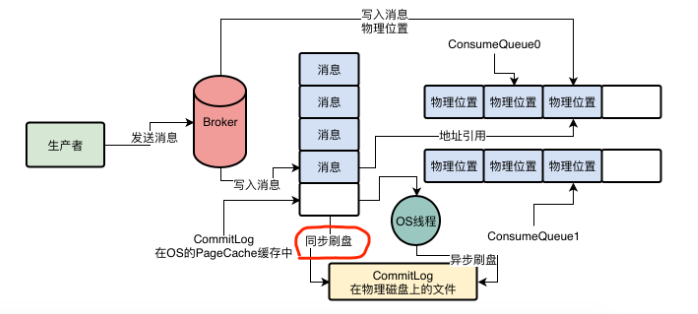 写入消息
物理位置
ConsumeQueue0
消息
消息
消息
消息
物理位置
物理位置
物理位置
Broker
生产者
发送消息
地址引用
写入消息
物理位置
物理位置
物理位置
OS线程
CommitLog
在OS的PageCache缓存中
同步刷盘
ConsumeQueue1
异步刷盘
CommitLog
在物理磁盘上的文件